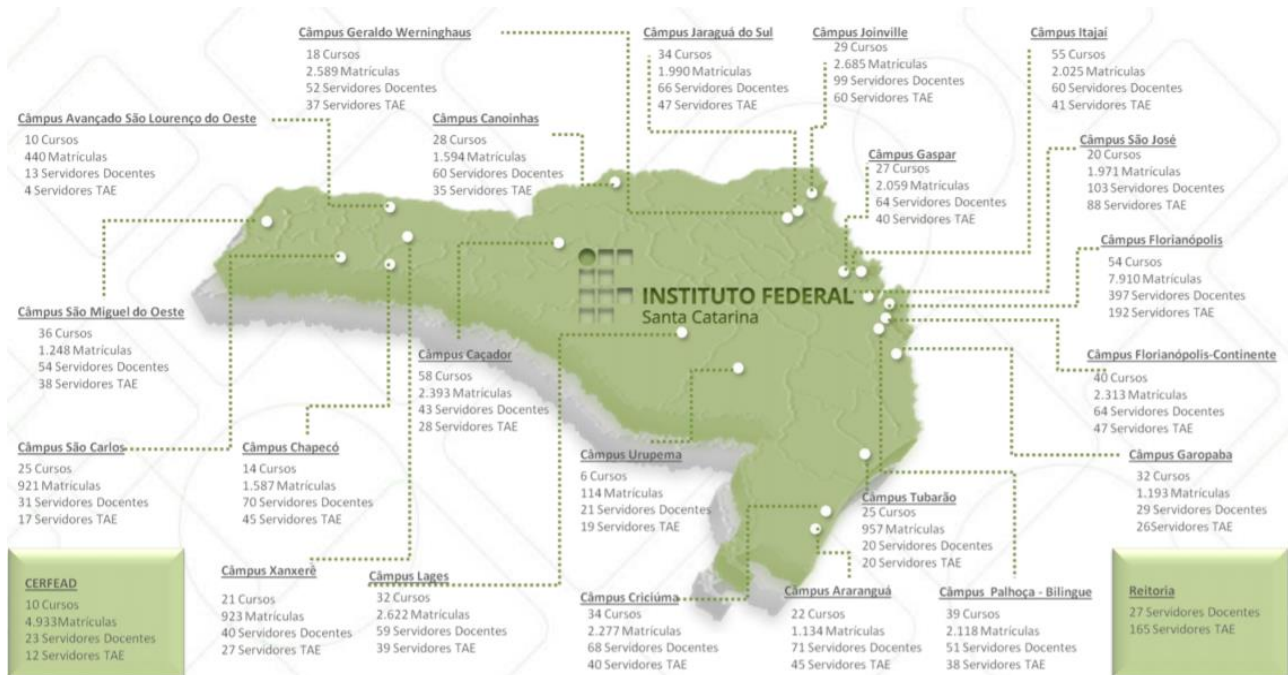 Câmpus Geraldo Werninghaus
18 Cursos
2.589 Matrículas
52 Servidores Docentes
37 Servidores TAE
Câmpus Jaraguá do Sul
34 Cursos
1.990 Matrículas
66 Servidores Docentes
47 Servidores TAE
Câmpus Joinville
29 Cursos
2.685 Matrículas
99 Servidores Docentes
60 Servidores TAE
Câmpus Itajaí
55 Cursos
2.025 Matrículas
60 Servidores Docentes
41 Servidores TAE
Câmpus Avançado São Lourenço do Oeste
10 Cursos
440 Matrículas
13 Servidores Docentes
4 Servidores TAE
Câmpus Canoinhas
28 Cursos
1.594 Matrículas
60 Servidores Docentes
35 Servidores TAE
Câmpus Gaspar
27 Cursos
2.059 Matrículas
64 Servidores Docentes
40 Servidores TAE
Câmpus São José
20 Cursos
1.971 Matrículas
103 Servidores Docentes
88 Servidores TAE
Câmpus Florianópolis
54 Cursos
7.910 Matrículas
397 Servidores Docentes
192 Servidores TAE
INSTITUTO FEDERAL
Santa Catarina
Câmpus São Miguel do Oeste
36 Cursos
1.248 Matrículas
54 Servidores Docentes
38 Servidores TAE
Câmpus Caçador
58 Cursos
2.393 Matrículas
43 Servidores Docentes
28 Servidores TAE
Câmpus Florianópolis-Continente
40 Cursos
2.313 Matrículas
64 Servidores Docentes
47 Servidores TAE
Câmpus São Carlos
25 Cursos
921 Matrículas
31 Servidores Docentes
17 Servidores TAE
Câmpus Chapecó
14 Cursos
1.587 Matrículas
70 Servidores Docentes
45 Servidores TAE
Câmpus Urupema
6 Cursos
114 Matrículas
21 Servidores Docentes
19 Servidores TAE
Câmpus Tubarão
25 Cursos
957 Matrículas
20 Servidores Docentes
20 Servidores TAE
Câmpus Garopaba
32 Cursos
1.193 Matrículas
29 Servidores Docentes
26Servidores TAE
CERFEAD
10 Cursos
4.933Matrículas
23 Servidores Docentes
12 Servidores TAE
Câmpus Xanxerê
21 Cursos
923 Matrículas
40 Servidores Docentes
27 Servidores TAE
Câmpus Lages
32 Cursos
2.622 Matrículas
59 Servidores Docentes
39 Servidores TAE
Câmpus Criciúma
34 Cursos
2.277 Matrículas
68 Servidores Docentes
40 Servidores TAE
Câmpus Araranguá
22 Cursos
1.134 Matrículas
71 Servidores Docentes
45 Servidores TAE
Câmpus Palhoça - Bilingue
39 Cursos
2.118 Matrículas
51 Servidores Docentes
38 Servidores TAE
Reitoria
27 Servidores Docentes
165 Servidores TAE